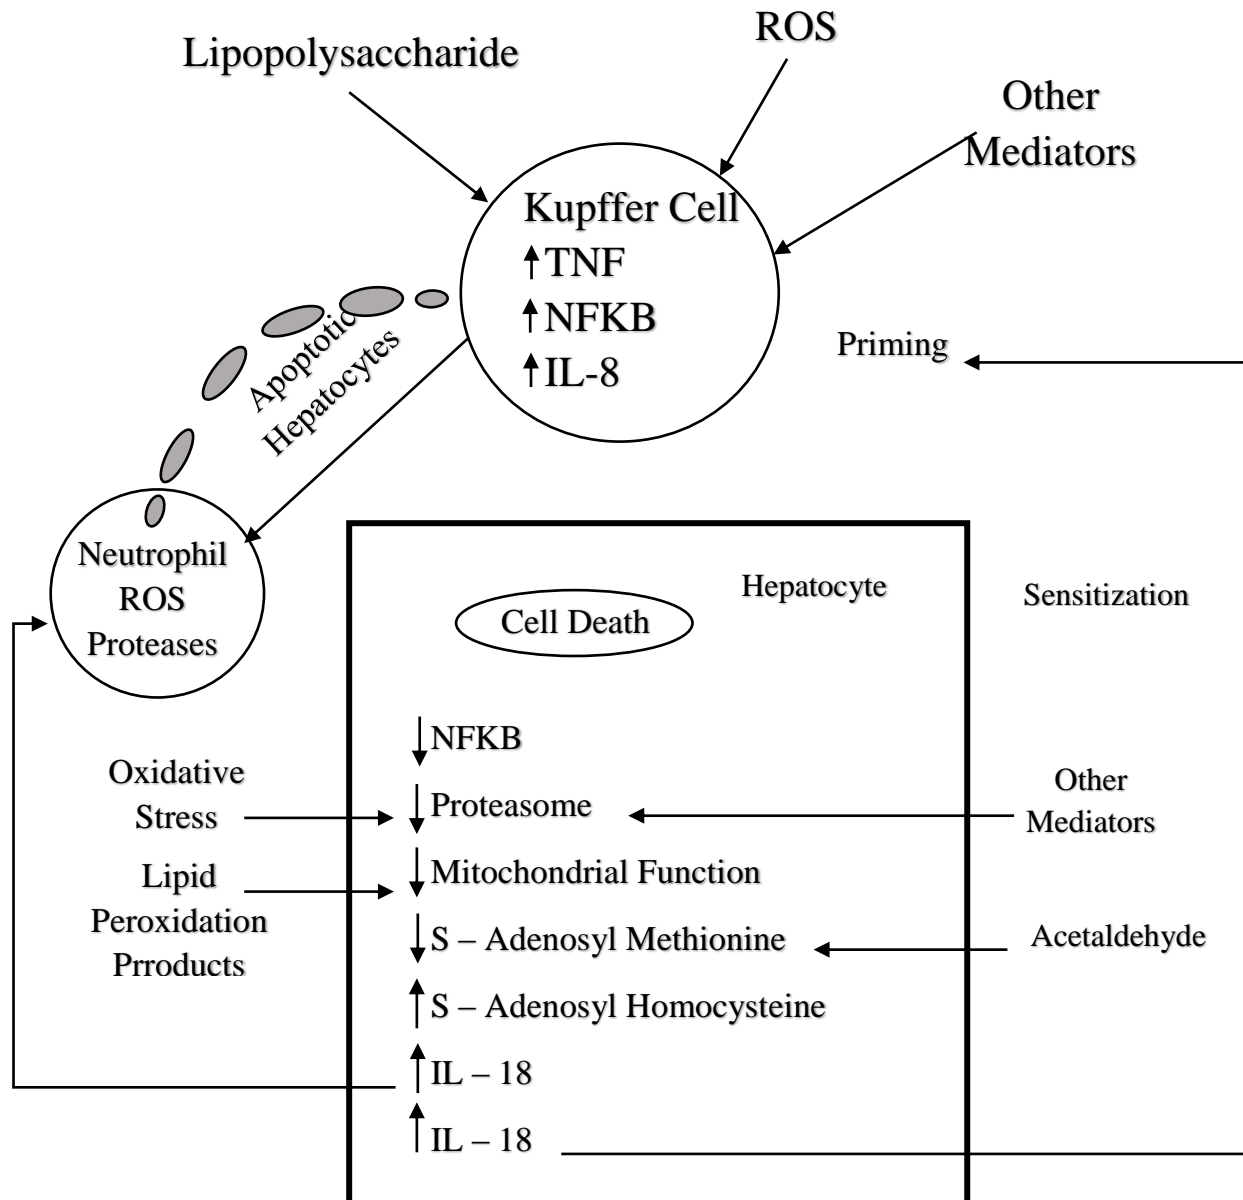 Lipopolysaccharide
ROS
Other
Mediators
Kupffer Cell
TNF
NFKB
IL-8
Apoptotic
Hepatocytes
Priming
Neutrophil
ROS
Proteases
Hepatocyte
Sensitization
Cell Death
NFKB
Oxidative
Stress
Proteasome
Other
Mediators
Lipid
Peroxidation
Prroducts
Mitochondrial Function
S – Adenosyl Methionine
Acetaldehyde
S – Adenosyl Homocysteine
IL – 18
IL – 18